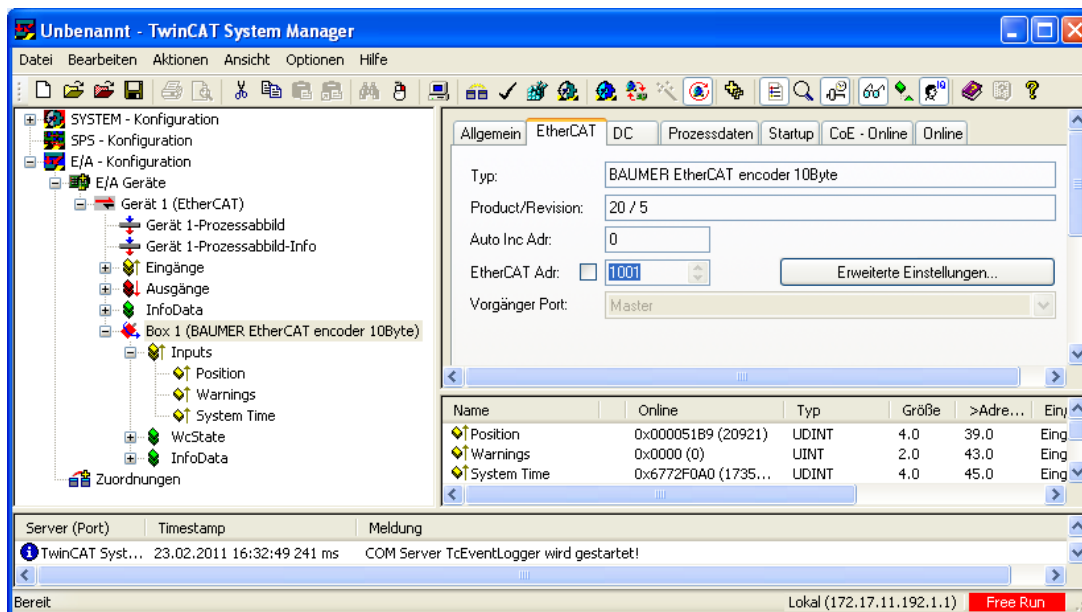 Unbenannt - TwinCAT System Manager
Datei Bearbeiten Aktionen Ansicht Optionen Hilfe
SYSTEM - Konfiguration
SPS - Konfiguration
E/A - Konfiguration
E/A Geräte
Gerät 1 (EtherCAT)
Gerät 1-Prozessabbild
Gerät 1-Prozessabbild-Info
Eingänge
Ausgänge
InfoData
Box 1 (BAUMER EtherCAT encoder 10Byte)
Inputs
Position
Warnings
System Time
WcState
InfoData
Zuordnungen
Allgemein EtherCAT DC Prozessdaten Startup CoE - Online Online
Typ: BAUMER EtherCAT encoder 10Byte
Product/Revision: 20 / 5
Auto Inc Adr: 0
EtherCAT Adr: 1001 Erweiterte Einstellungen...
Vorgänger Port: Master
Name Online Typ Größe >Adre...
Position 0x000051B9 (20921) UDINT 4.0 39.0 Eing
Warnings 0x0000 (0) UINT 2.0 43.0 Eing
System Time 0x6772F0A0 (1735... UDINT 4.0 45.0 Eing
Server (Port) Timestamp Meldung
TwinCAT Syst... 23.02.2011 16:32:49 241 ms COM Server TcEventLogger wird gestartet!
Bereit Lokal (172.17.11.192.1.1) Free Run